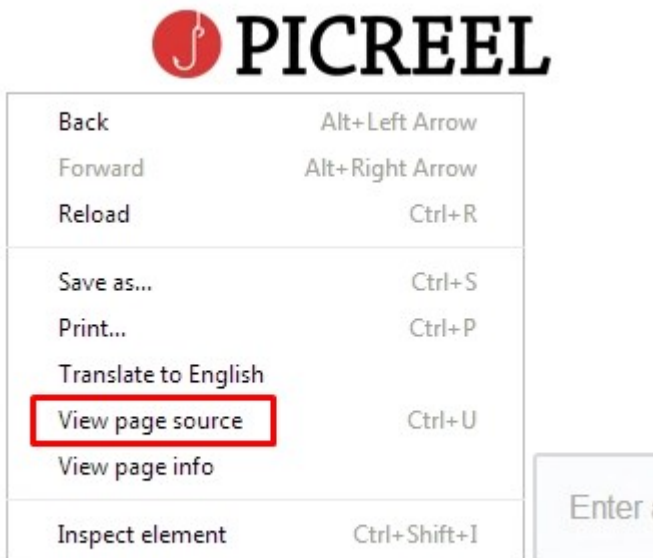 PICREEL
Back Alt+Left Arrow
Forward Alt+Right Arrow
Reload Ctrl+R
Save as... Ctrl+S
Print... Ctrl+P
Translate to English
View page source Ctrl+U
View page info
Enter
Inspect element Ctrl+Shift+I